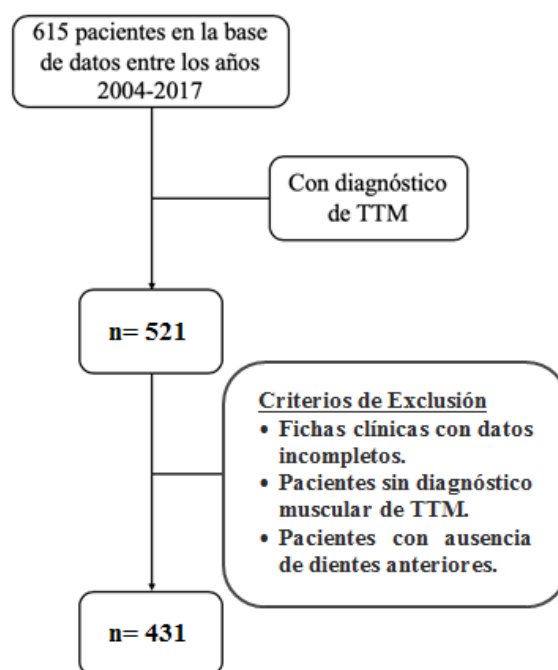 615 pacientes en la base
de datos entre los años
2004-2017
Con diagnóstico
de TTM
n= 521
Criterios de Exclusión
• Fichas clínicas con datos
incompletos.
• Pacientes sin diagnóstico
muscular de TTM.
• Pacientes con ausencia
de dientes anteriores.
n= 431